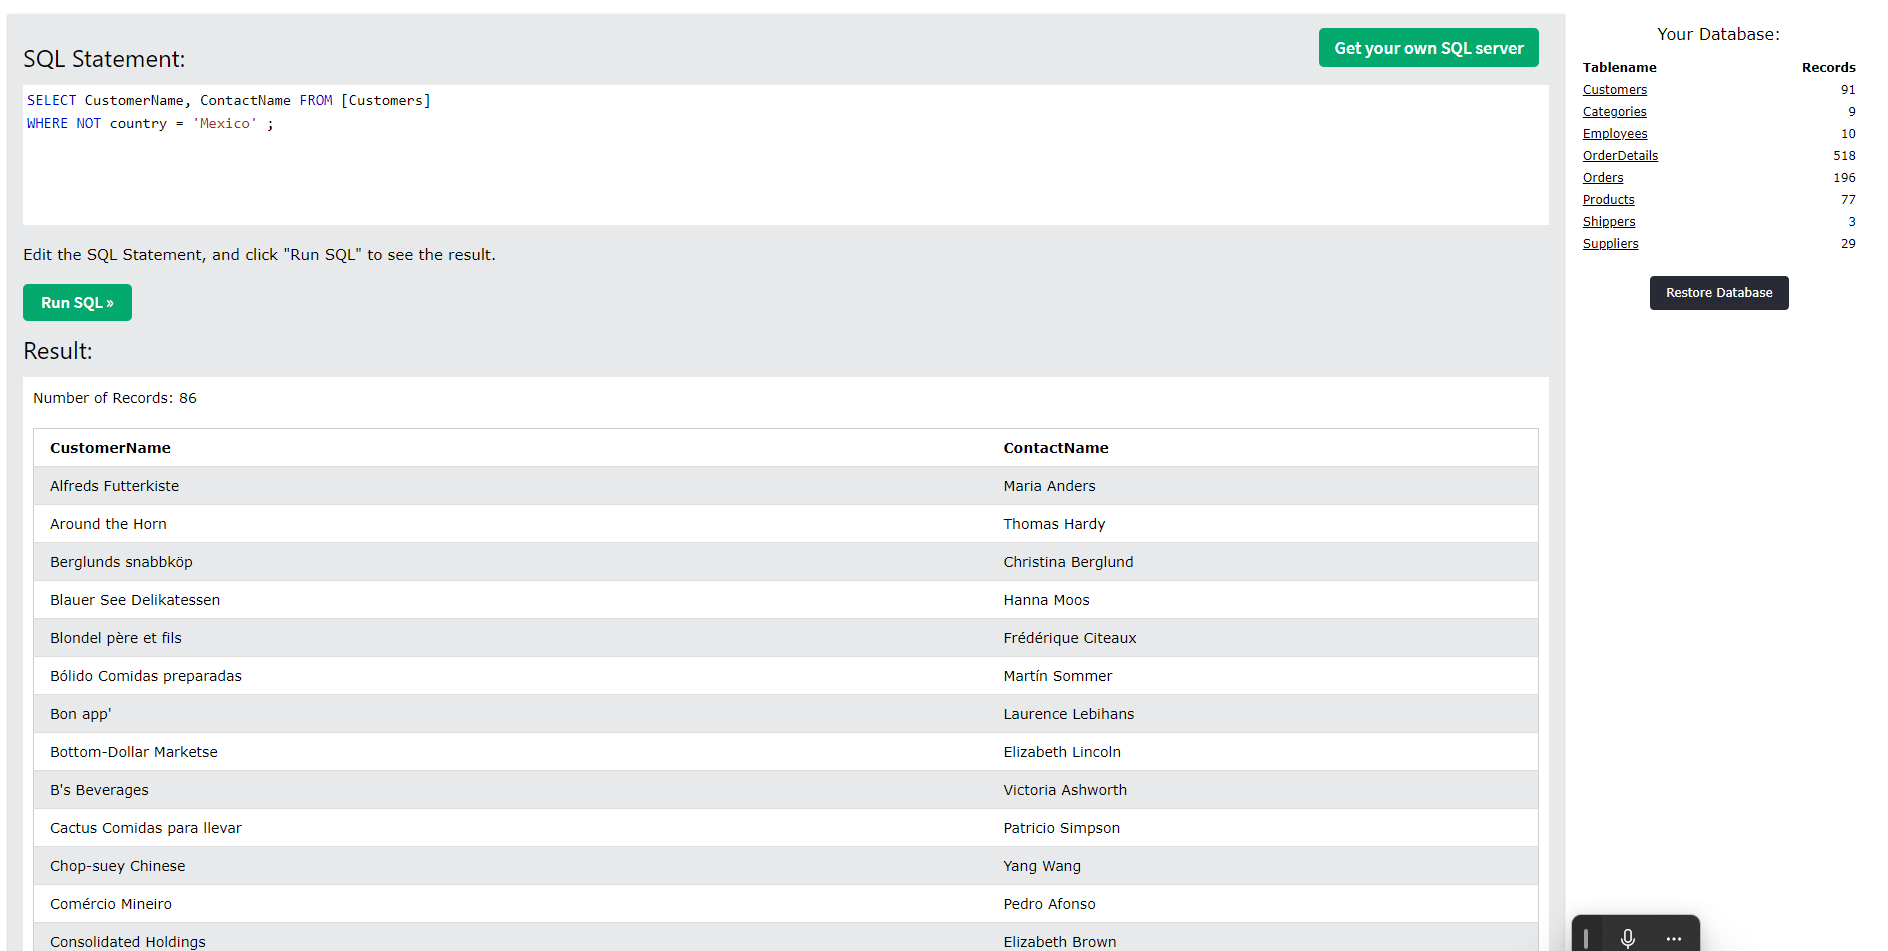 SQL Statement:
Get your own SQL server
SELECT CustomerName, ContactName FROM [Customers]
WHERE NOT country = 'Mexico' ;
Edit the SQL Statement, and click "Run SQL" to see the result.
Run SQL »
Result:
Number of Records: 86
CustomerName ContactName
Alfreds Futterkiste Maria Anders
Around the Horn Thomas Hardy
Berglunds snabbköp Christina Berglund
Blauer See Delikatessen Hanna Moos
Blondel père et fils Frédérique Citeaux
Bólido Comidas preparadas Martín Sommer
Bon app' Laurence Lebihans
Bottom-Dollar Marketse Elizabeth Lincoln
B's Beverages Victoria Ashworth
Cactus Comidas para llevar Patricio Simpson
Chop-suey Chinese Yang Wang
Comércio Mineiro Pedro Afonso
Consolidated Holdings Elizabeth Brown
Your Database:
Tablename Records
Customers 91
Categories 9
Employees 10
OrderDetails 518
Orders 196
Products 77
Shippers 3
Suppliers 29
Restore Database